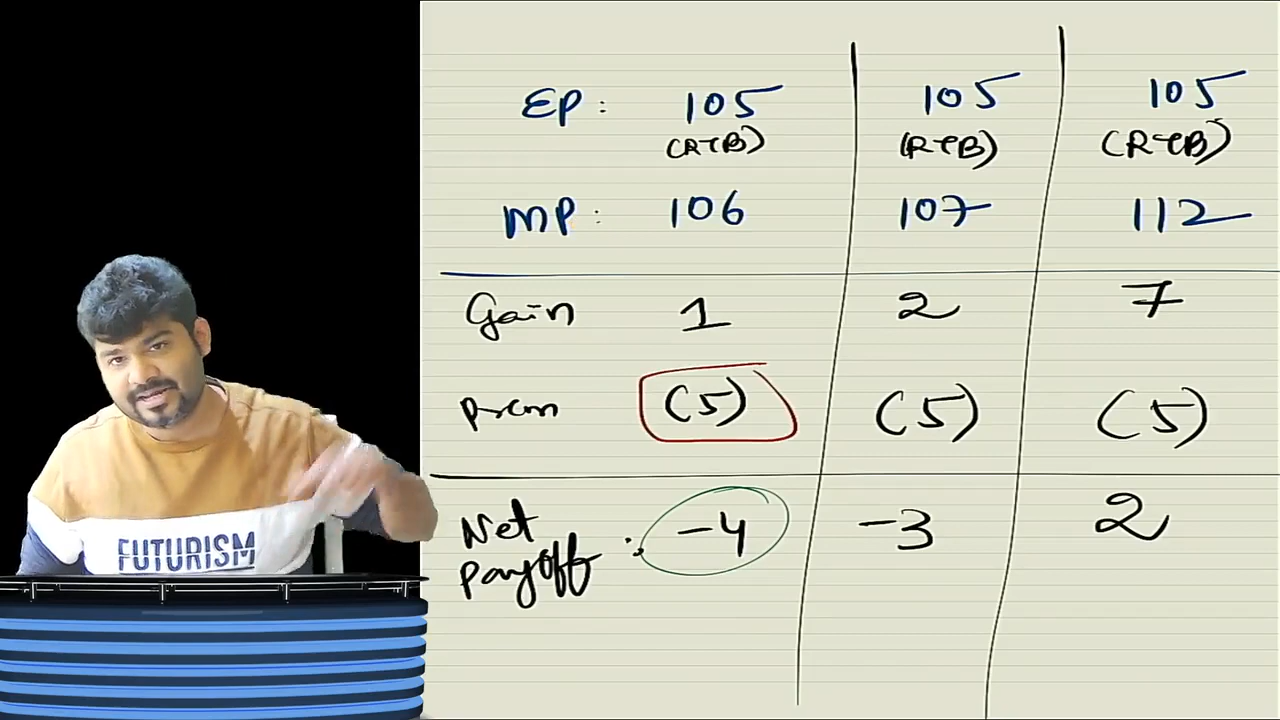 EP: 105 105 105
(RTB) (RTB) (RTB)
MP: 106 107 112
Gain 1 2 7
Prem (5) (5) (5)
Net Payoff: -4 -3 2
FUTURISM